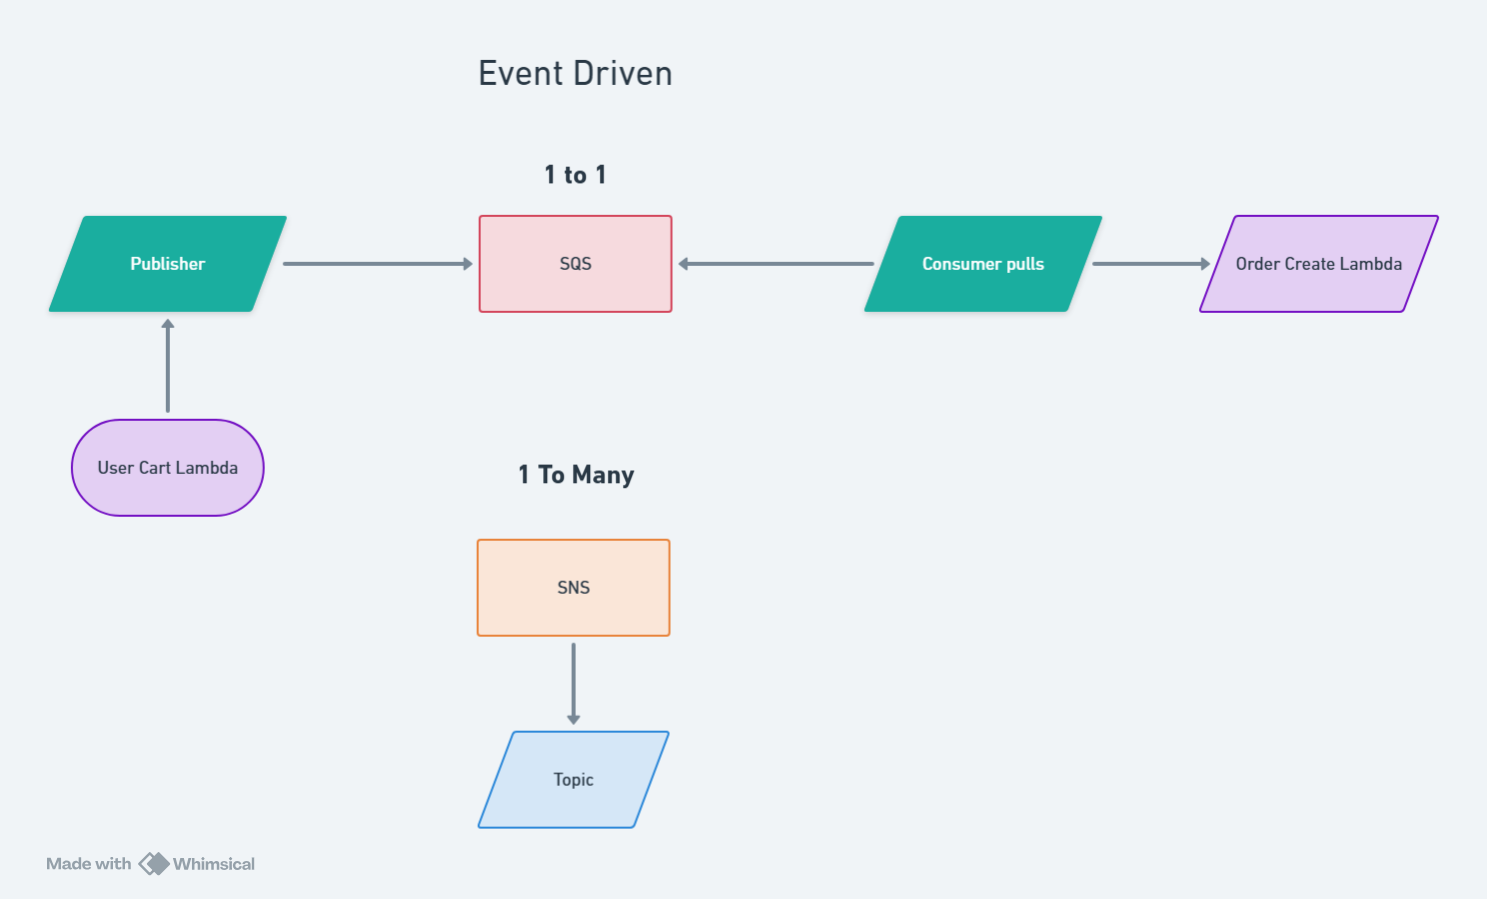 Event Driven
1 to 1
Publisher
SQS
Consumer pulls
Order Create Lambda
User Cart Lambda
1 To Many
SNS
Topic
Made with Whimsical